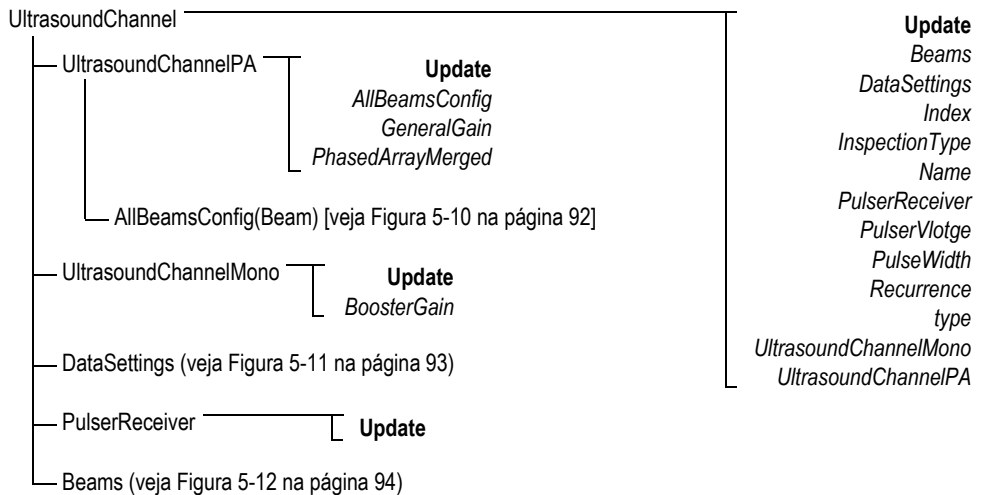 UltrasoundChannel
UltrasoundChannelPA
Update
AllBeamsConfig
GeneralGain
PhasedArrayMerged
AllBeamsConfig(Beam) [veja Figura 5-10 na página 92]
UltrasoundChannelMono
Update
BoosterGain
DataSettings (veja Figura 5-11 na página 93)
PulserReceiver
Update
Beams (veja Figura 5-12 na página 94)
Update
Beams
DataSettings
Index
InspectionType
Name
PulserReceiver
PulserVlotge
PulseWidth
Recurrence
type
UltrasoundChannelMono
UltrasoundChannelPA